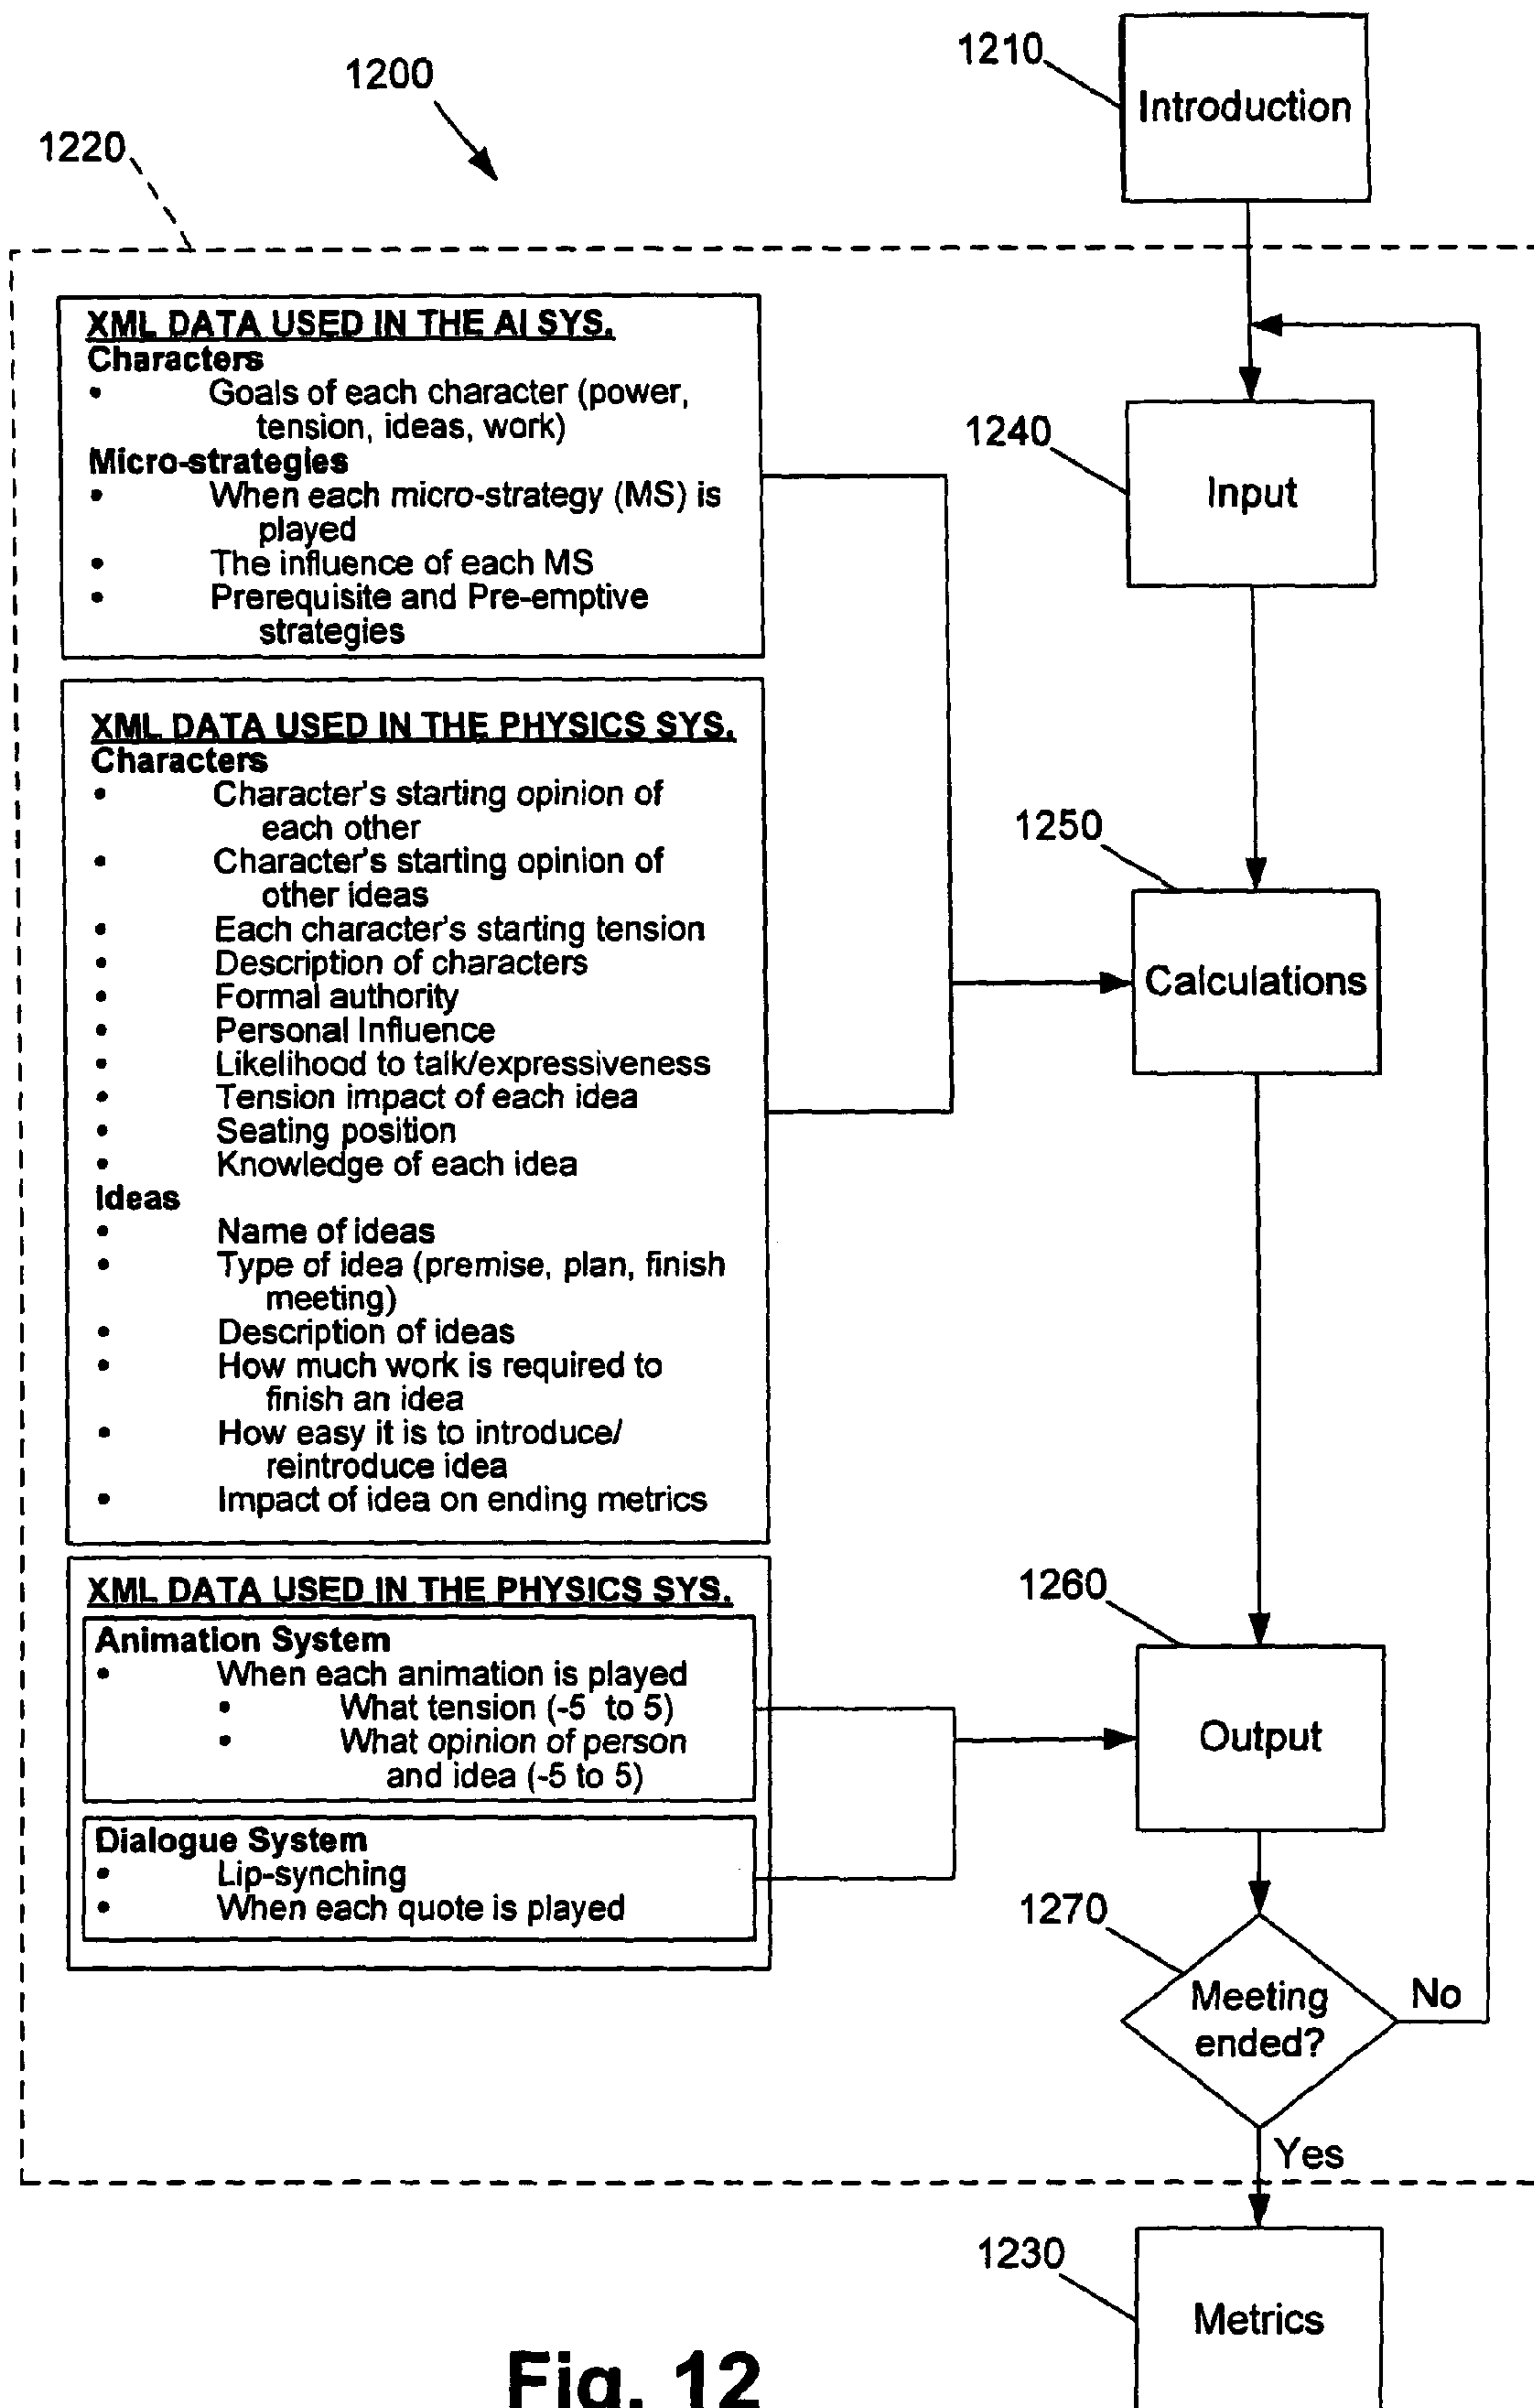 1210
Introduction
1200
1220
XML DATA USED IN THE AI SYS.
Characters
• Goals of each character (power,
tension, ideas, work)
Micro-strategies
• When each micro-strategy (MS) is
played
• The influence of each MS
• Prerequisite and Pre-emptive
strategies
XML DATA USED IN THE PHYSICS SYS.
Characters
• Character's starting opinion of
each other
• Character's starting opinion of
other ideas
• Each character's starting tension
• Description of characters
• Formal authority
• Personal Influence
• Likelihood to talk/expressiveness
• Tension impact of each idea
• Seating position
• Knowledge of each idea
Ideas
• Name of ideas
• Type of idea (premise, plan, finish
meeting)
• Description of ideas
• How much work is required to
finish an idea
• How easy it is to introduce/
reintroduce idea
• Impact of idea on ending metrics
XML DATA USED IN THE PHYSICS SYS.
Animation System
• When each animation is played
• What tension (-5 to 5)
• What opinion of person
and idea (-5 to 5)
Dialogue System
• Lip-synching
• When each quote is played
1240
Input
1250
Calculations
1260
Output
1270
Meeting
ended?
No
Yes
1230
Metrics
Fig. 12